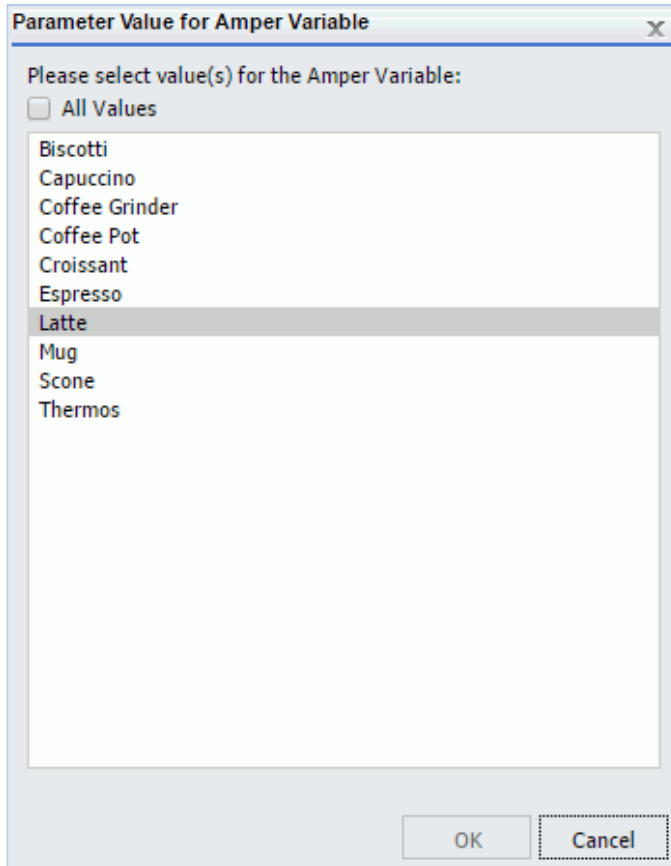 Parameter Value for Amper Variable
Please select value(s) for the Amper Variable:
All Values
Biscotti
Capuccino
Coffee Grinder
Coffee Pot
Croissant
Espresso
Latte
Mug
Scone
Thermos
OK Cancel